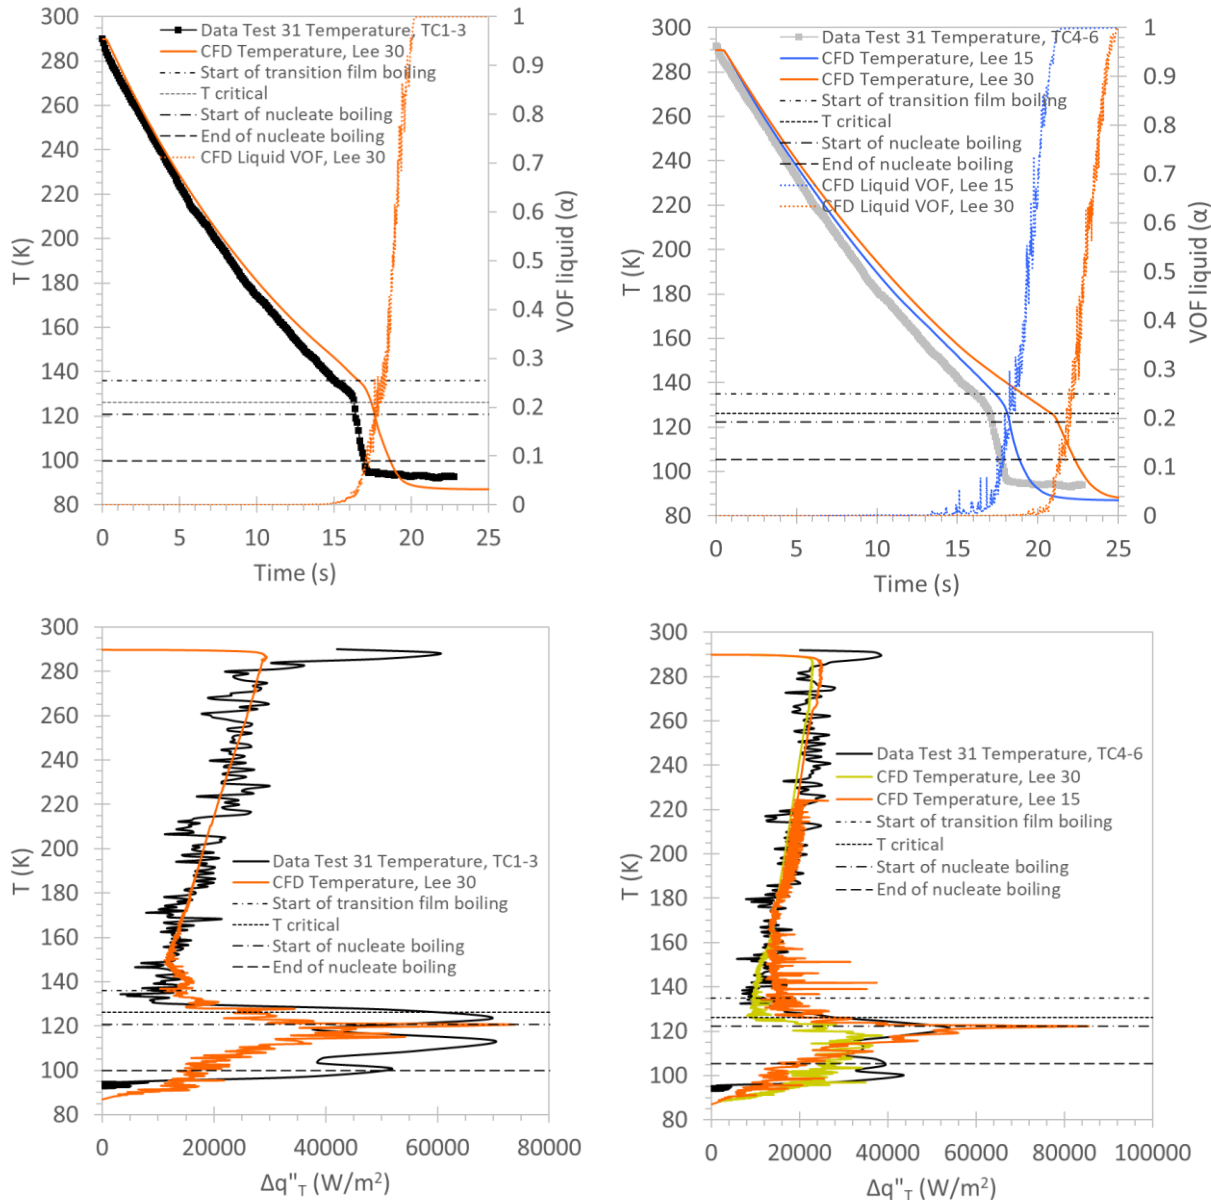 300
280
260
240
220
200
180
160
140
120
100
80
T (K)
0
5
10
15
20
25
Time (s)
1
0.9
0.8
0.7
0.6
0.5
0.4
0.3
0.2
0.1
0
VOF liquid (α)
Data Test 31 Temperature, TC1-3
CFD Temperature, Lee 30
Start of transition film boiling
T critical
Start of nucleate boiling
End of nucleate boiling
CFD Liquid VOF, Lee 30
300
280
260
240
220
200
180
160
140
120
100
80
T (K)
0
5
10
15
20
25
Time (s)
1
0.9
0.8
0.7
0.6
0.5
0.4
0.3
0.2
0.1
0
VOF liquid (α)
Data Test 31 Temperature, TC4-6
CFD Temperature, Lee 15
CFD Temperature, Lee 30
Start of transition film boiling
T critical
Start of nucleate boiling
End of nucleate boiling
CFD Liquid VOF, Lee 15
CFD Liquid VOF, Lee 30
300
280
260
240
220
200
180
160
140
120
100
80
T (K)
0
20000
40000
60000
80000
Δq"T (W/m²)
Data Test 31 Temperature, TC1-3
CFD Temperature, Lee 30
Start of transition film boiling
T critical
Start of nucleate boiling
End of nucleate boiling
300
280
260
240
220
200
180
160
140
120
100
80
T (K)
0
20000
40000
60000
80000
100000
Δq"T (W/m²)
Data Test 31 Temperature, TC4-6
CFD Temperature, Lee 30
CFD Temperature, Lee 15
Start of transition film boiling
T critical
Start of nucleate boiling
End of nucleate boiling